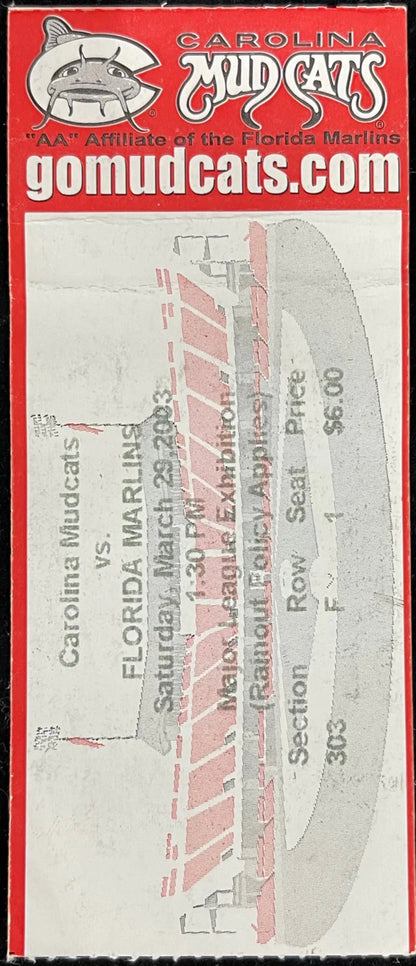 CAROLINA
MUDCATS
"AA" Affiliate of the Florida Marlins
gomudcats.com
Carolina Mudcats
vs.
FLORIDA MARLINS
Saturday, March 29 2003
1:30 PM
Major League Exhibition
(Rainout Policy Applies)
Section Row Seat Price
303 F 1 $6.00